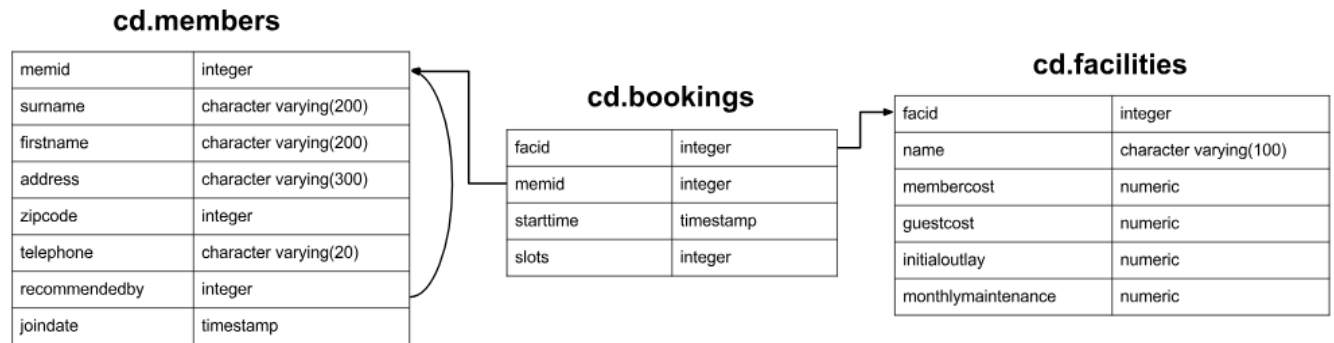 cd.members
memid integer
surname character varying(200)
firstname character varying(200)
address character varying(300)
zipcode integer
telephone character varying(20)
recommendedby integer
joindate timestamp
cd.bookings
facid integer
memid integer
starttime timestamp
slots integer
cd.facilities
facid integer
name character varying(100)
membercost numeric
guestcost numeric
initialoutlay numeric
monthlymaintenance numeric